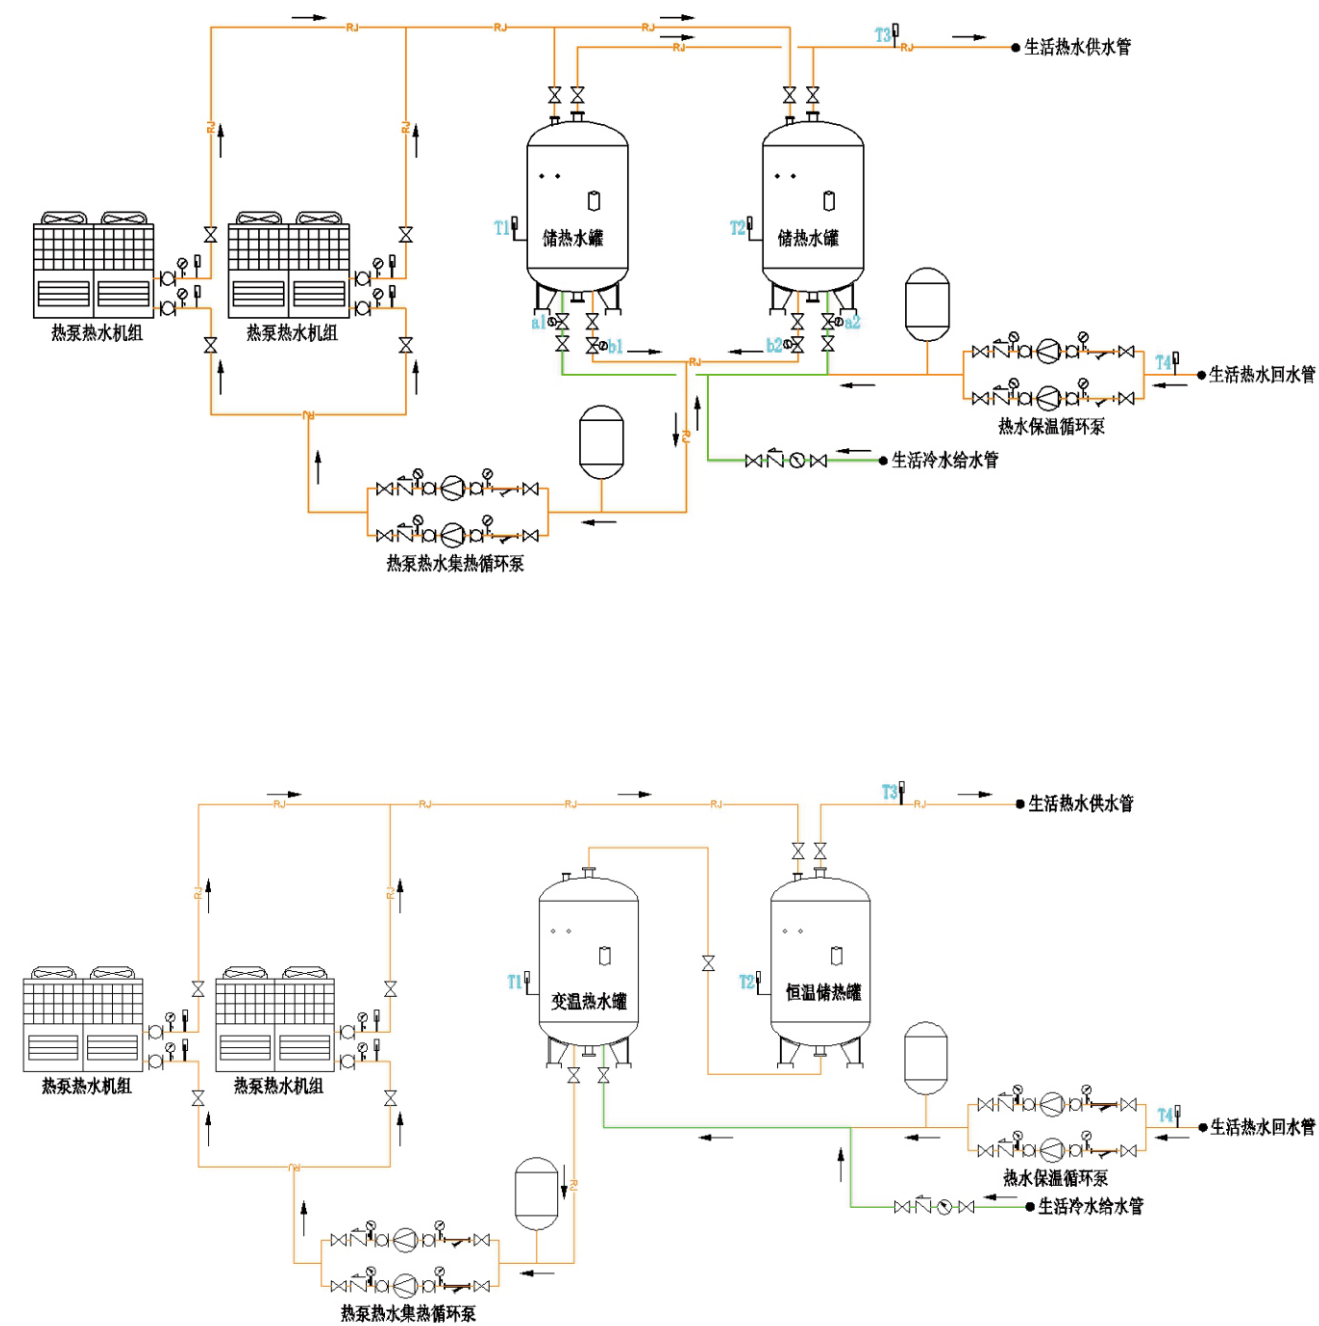 RJ RJ RJ
RJ T3 RJ 生活热水供水管
RJ RJ
T1 储热水罐 T2 储热水罐
热泵热水机组 热泵热水机组
a1 b1 b2 a2
RJ
T4 生活热水回水管
RJ
热水保温循环泵
RJ
生活冷水给水管
热泵热水集热循环泵
RJ RJ RJ RJ T3 RJ 生活热水供水管
RJ RJ
T1 变温热水罐 T2 恒温储热罐
热泵热水机组 热泵热水机组
T4 生活热水回水管
RJ
热水保温循环泵
RJ
生活冷水给水管
热泵热水集热循环泵